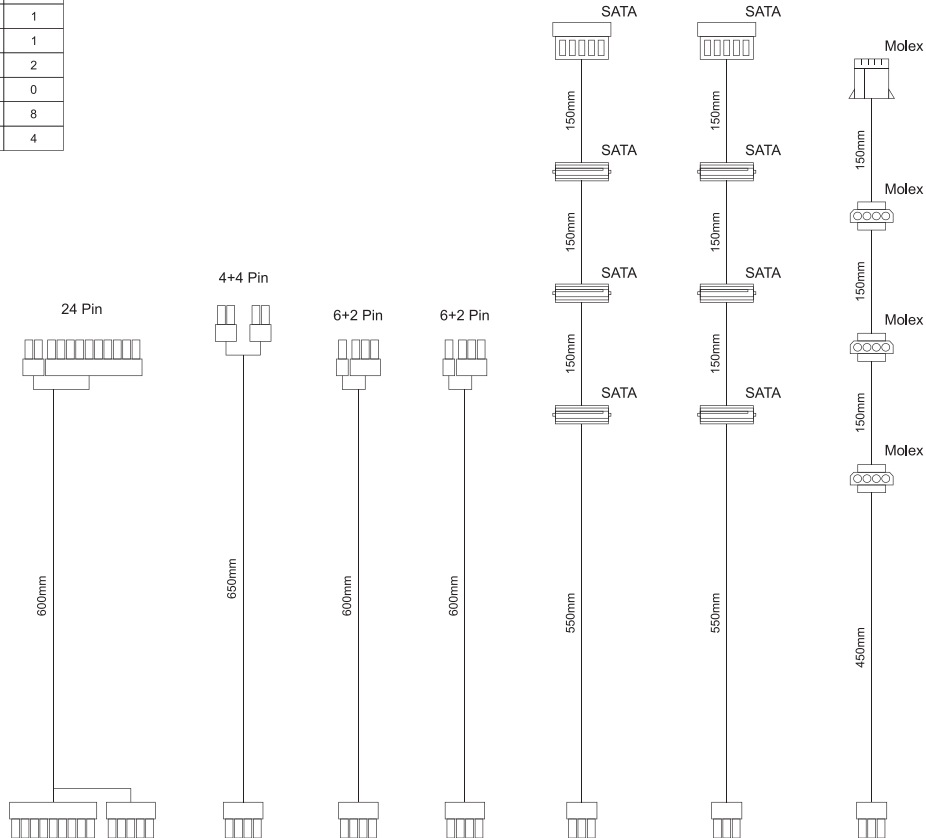 1
1
2
0
8
4
SATA
SATA
Molex
150mm
150mm
150mm
SATA
SATA
Molex
150mm
150mm
150mm
SATA
SATA
4+4 Pin
24 Pin
6+2 Pin
6+2 Pin
Molex
150mm
150mm
150mm
SATA
SATA
Molex
600mm
650mm
600mm
600mm
550mm
550mm
450mm